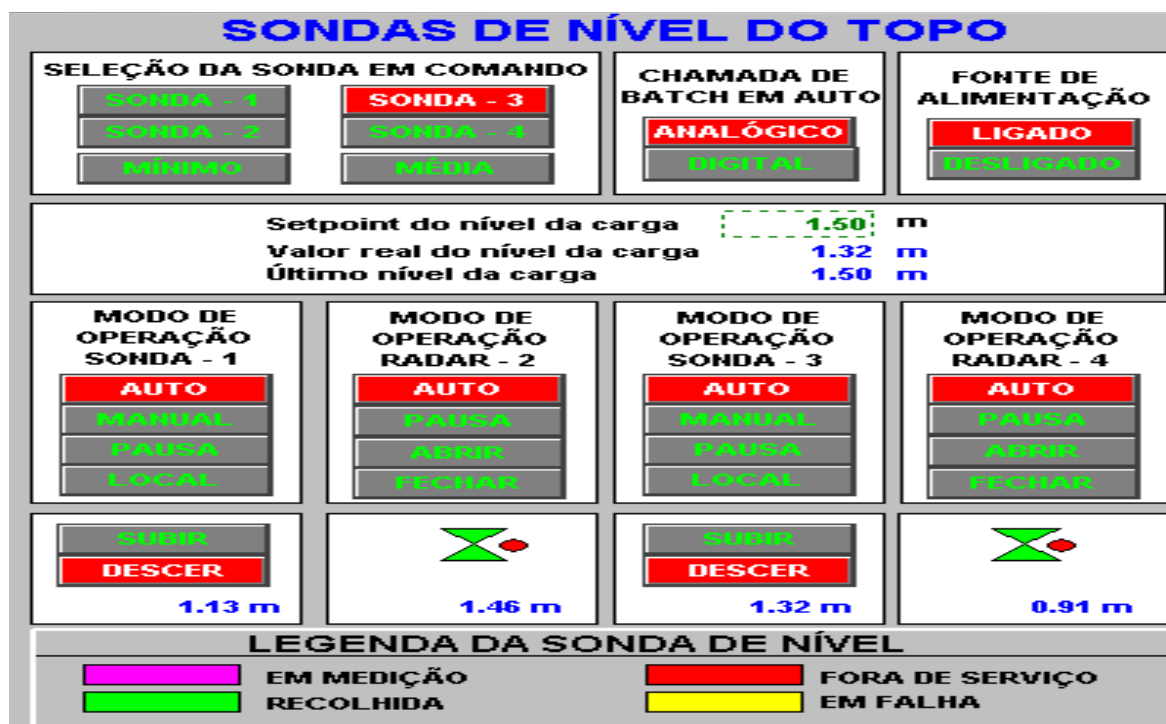 SONDAS DE NÍVEL DO TOPO
SELEÇÃO DA SONDA EM COMANDO
SONDA - 1
SONDA - 3
SONDA - 2
SONDA - 4
MÍNIMO
MÉDIA
CHAMADA DE
BATCH EM AUTO
ANALÓGICO
DIGITAL
FONTE DE
ALIMENTAÇÃO
LIGADO
DESLIGADO
Setpoint do nível da carga 1.50 m
Valor real do nível da carga 1.32 m
Último nível da carga 1.50 m
MODO DE
OPERAÇÃO
SONDA - 1
AUTO
MANUAL
PAUSA
LOCAL
SUBIR
DESCER
1.13 m
MODO DE
OPERAÇÃO
RADAR - 2
AUTO
PAUSA
ABRIR
FECHAR
1.46 m
MODO DE
OPERAÇÃO
SONDA - 3
AUTO
MANUAL
PAUSA
LOCAL
SUBIR
DESCER
1.32 m
MODO DE
OPERAÇÃO
RADAR - 4
AUTO
PAUSA
ABRIR
FECHAR
0.91 m
LEGENDA DA SONDA DE NÍVEL
EM MEDIÇÃO
FORA DE SERVIÇO
RECOLHIDA
EM FALHA